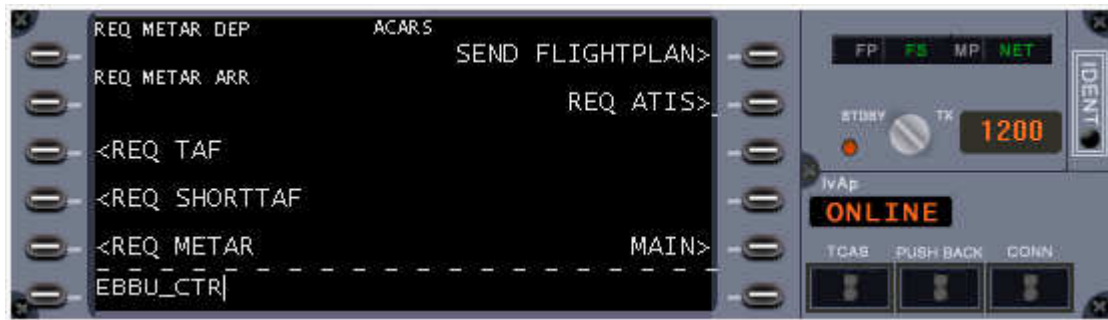 REQ METAR DEP ACARS
SEND FLIGHTPLAN>
REQ METAR ARR
REQ ATIS>
<REQ TAF
<REQ SHORTTAF
<REQ METAR MAIN>
EBBU_CTR
FP FS MP NET
STDBY TX 1200
IDENT
IvAp
ONLINE
TCAS PUSH BACK CONN